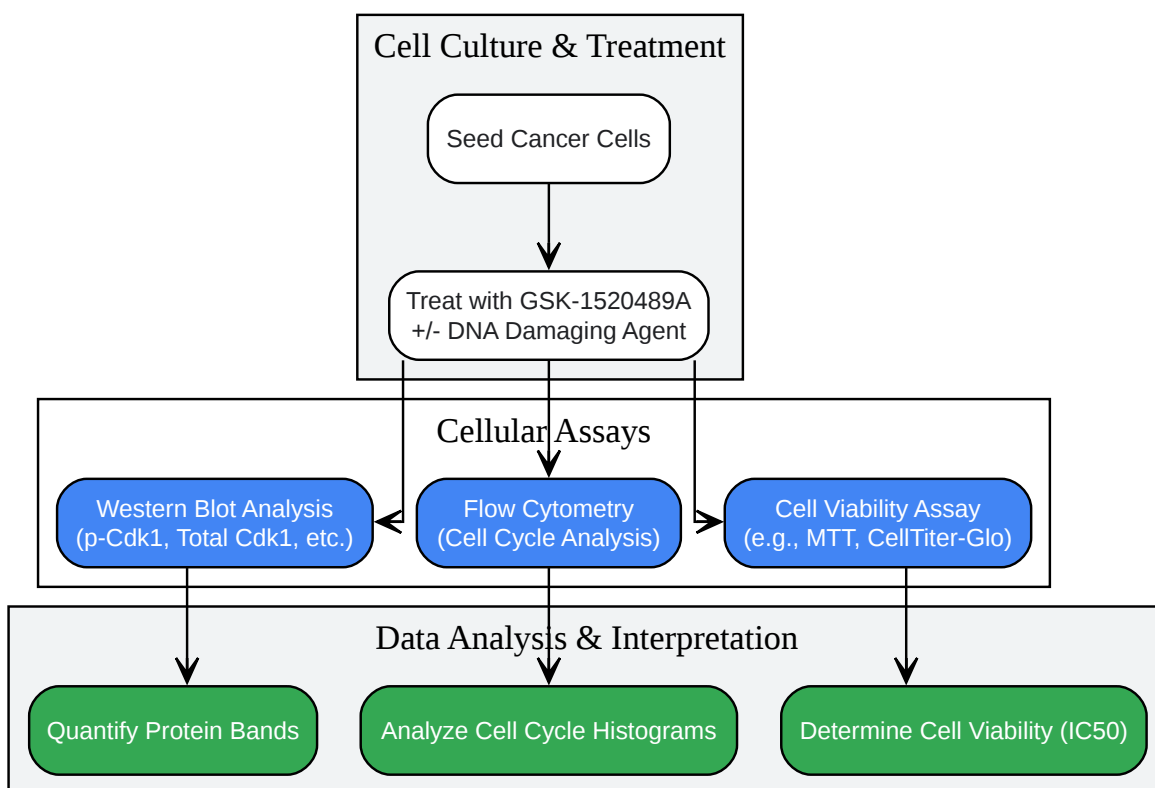 Cell Culture & Treatment
Seed Cancer Cells
Treat with GSK-1520489A
+/- DNA Damaging Agent
Cellular Assays
Western Blot Analysis
(p-Cdk1, Total Cdk1, etc.)
Flow Cytometry
(Cell Cycle Analysis)
Cell Viability Assay
(e.g., MTT, CellTiter-Glo)
Data Analysis & Interpretation
Quantify Protein Bands
Analyze Cell Cycle Histograms
Determine Cell Viability (IC50)